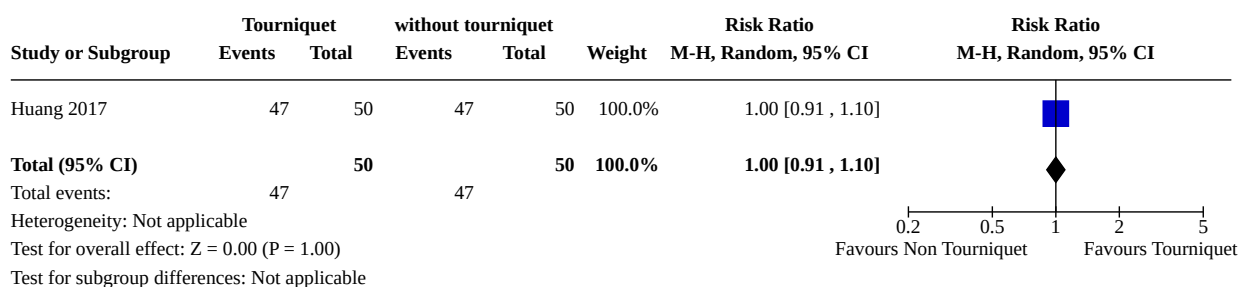 Tourniquet without tourniquet Risk Ratio Risk Ratio
Study or Subgroup Events Total Events Total Weight M-H, Random, 95% CI M-H, Random, 95% CI
Huang 2017 47 50 47 50 100.0% 1.00 [0.91 , 1.10]
Total (95% CI) 50 50 100.0% 1.00 [0.91 , 1.10]
Total events: 47 47
Heterogeneity: Not applicable
0.2 0.5 1 2 5
Test for overall effect: Z = 0.00 (P = 1.00)
Favours Non Tourniquet Favours Tourniquet
Test for subgroup differences: Not applicable